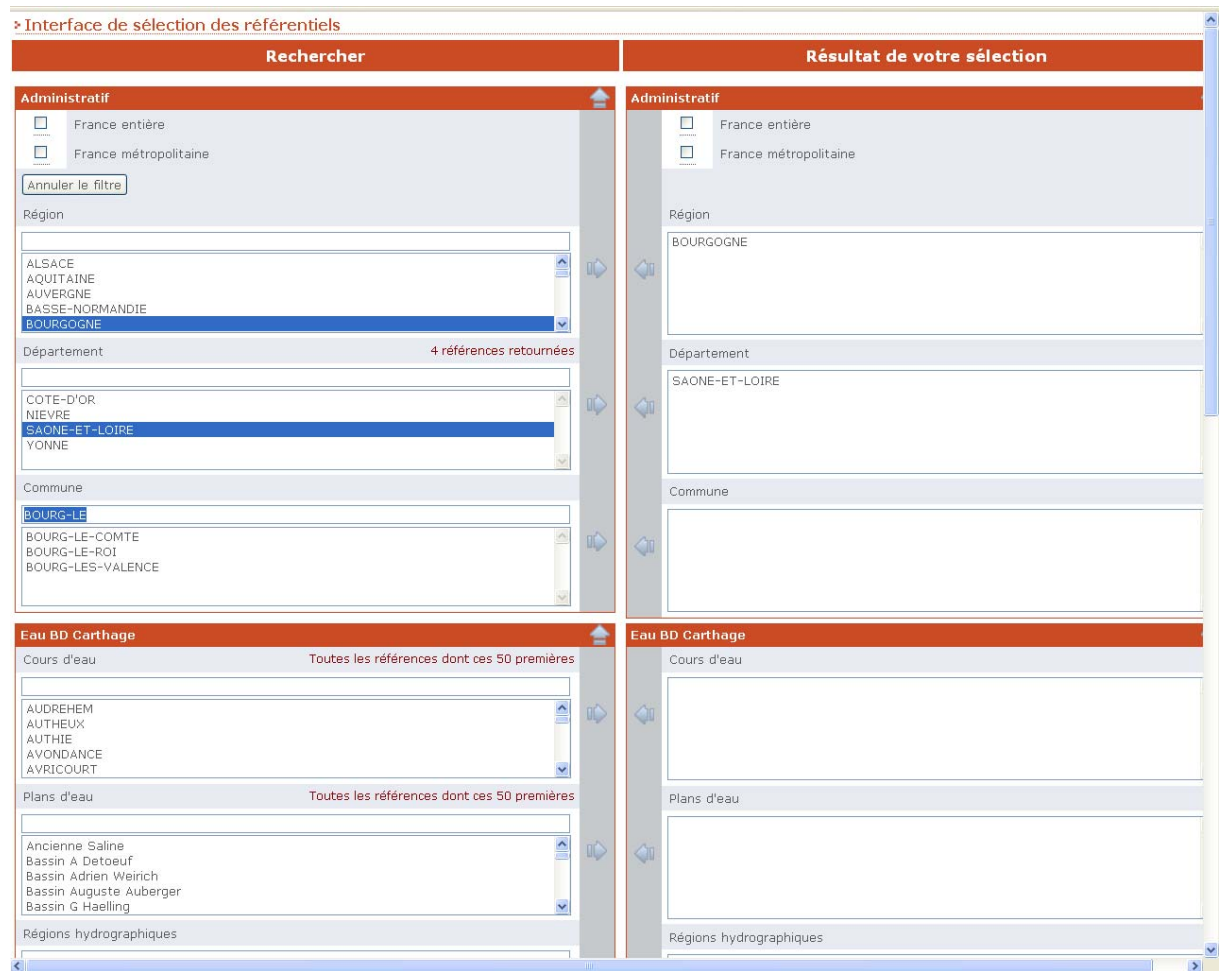 Interface de sélection des référentiels
Rechercher
Administratif
France entière
France métropolitaine
Annuler le filtre
Région
ALSACE
AQUITAINE
AUVERGNE
BASSE-NORMANDIE
BOURGOGNE
Département 4 références retournées
COTE-D'OR
NIEVRE
SAONE-ET-LOIRE
YONNE
Commune
BOURG-LE
BOURG-LE-COMTE
BOURG-LE-ROI
BOURG-LES-VALENCE
Eau BD Carthage
Cours d'eau Toutes les références dont ces 50 premières
AUDREHEM
AUTHEUX
AUTHIE
AVONDANCE
AVRICOURT
Plans d'eau Toutes les références dont ces 50 premières
Ancienne Saline
Bassin A Detoeuf
Bassin Adrien Weirich
Bassin Auguste Auberger
Bassin G Haelling
Régions hydrographiques
Résultat de votre sélection
Administratif
France entière
France métropolitaine
Région
BOURGOGNE
Département
SAONE-ET-LOIRE
Commune
Eau BD Carthage
Cours d'eau
Plans d'eau
Régions hydrographiques